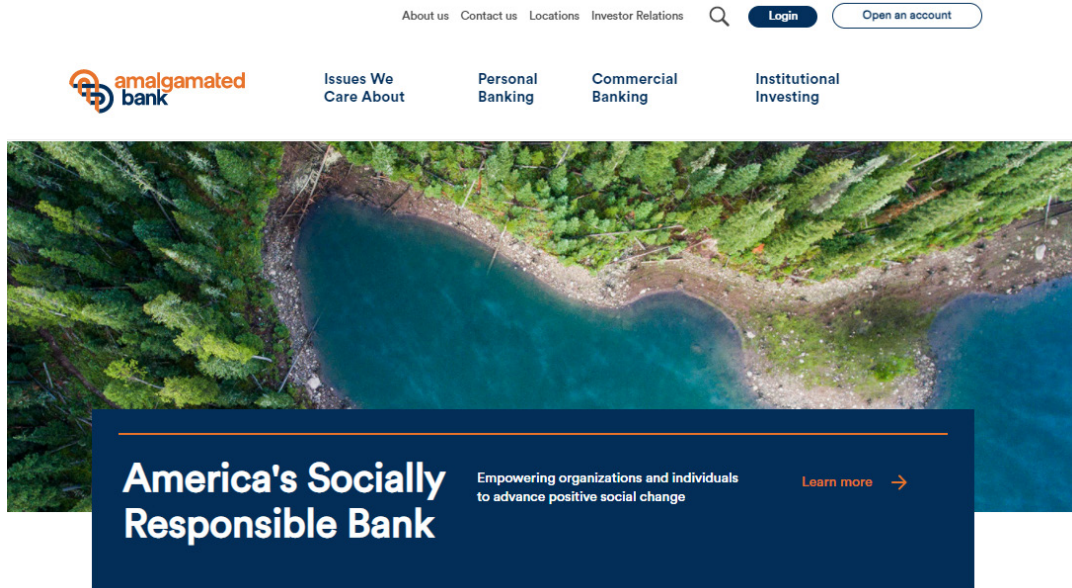 About us Contact us Locations Investor Relations Login Open an account
amalgamated
bank
Issues We
Care About
Personal
Banking
Commercial
Banking
Institutional
Investing
America's Socially
Responsible Bank
Empowering organizations and individuals
to advance positive social change
Learn more